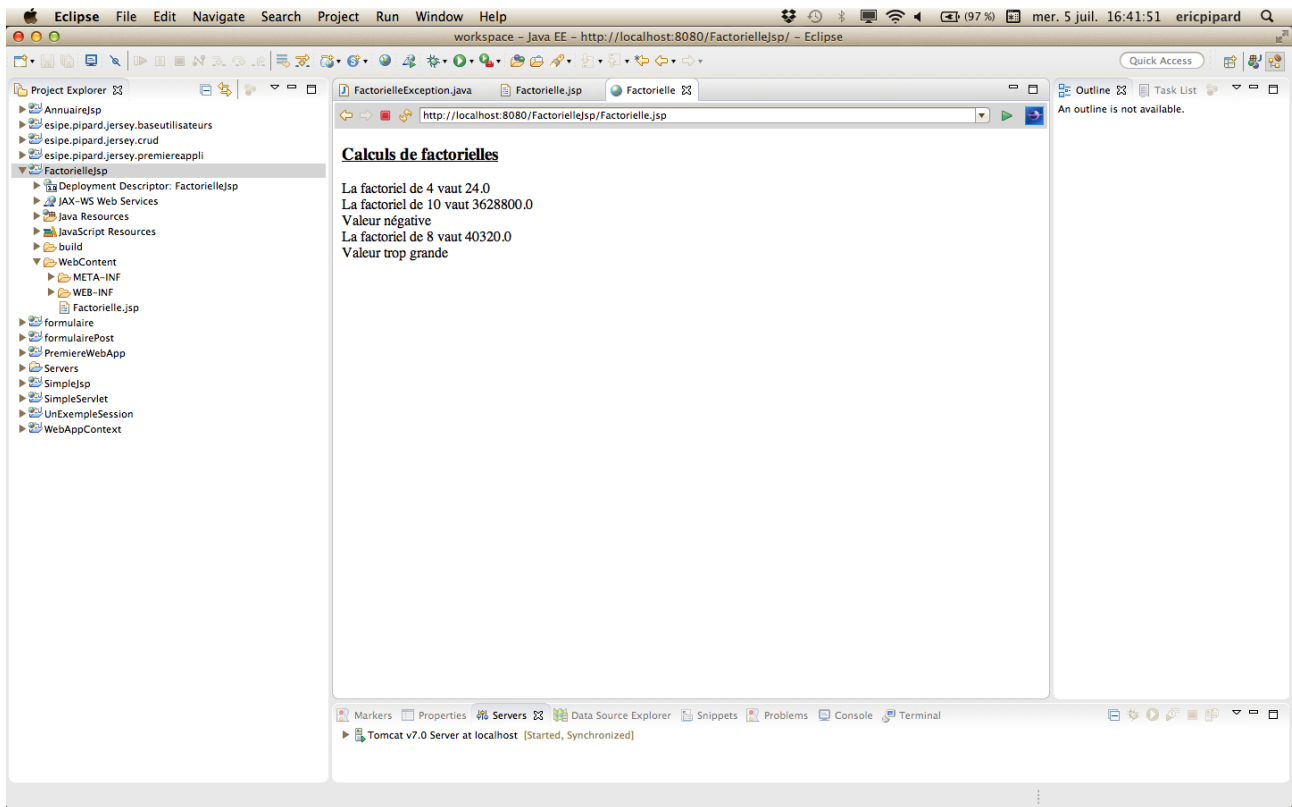 Eclipse File Edit Navigate Search Project Run Window Help (97 %) mer. 5 juil. 16:41:51 ericpipard
workspace – Java EE – http://localhost:8080/FactorielleJsp/ – Eclipse
Quick Access
Project Explorer
AnnuaireJsp
esipe.pipard.jersey.baseutilisateurs
esipe.pipard.jersey.crud
esipe.pipard.jersey.premiereappli
FactorielleJsp
Deployment Descriptor: FactorielleJsp
JAX-WS Web Services
Java Resources
JavaScript Resources
build
WebContent
META-INF
WEB-INF
Factorielle.jsp
formulaire
formulairePost
PremiereWebApp
Servers
SimpleJsp
SimpleServlet
UnExempleSession
WebAppContext
FactorielleException.java Factorielle.jsp Factorielle
http://localhost:8080/FactorielleJsp/Factorielle.jsp
Calculs de factorielles
La factoriel de 4 vaut 24.0
La factoriel de 10 vaut 3628800.0
Valeur négative
La factoriel de 8 vaut 40320.0
Valeur trop grande
Outline Task List
An outline is not available.
Markers Properties Servers Data Source Explorer Snippets Problems Console Terminal
Tomcat v7.0 Server at localhost [Started, Synchronized]